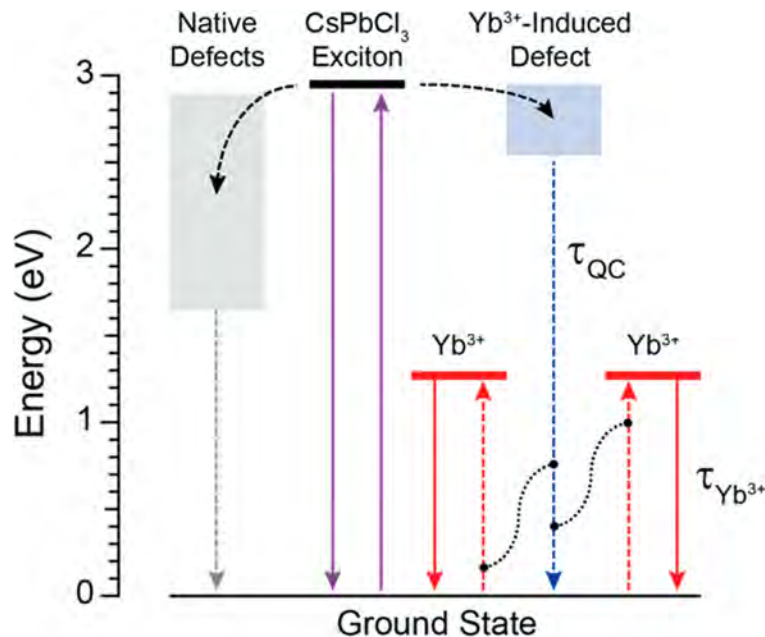 Native
Defects
CsPbCl₃
Exciton
Yb³⁺-Induced
Defect
3
2
1
0
Energy (eV)
τQC
Yb³⁺
Yb³⁺
τYb³⁺
Ground State